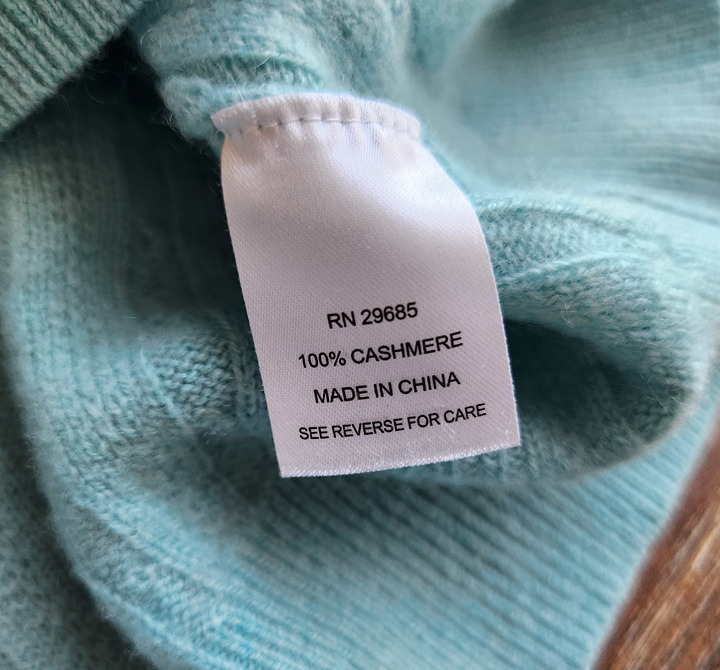 RN 29685
100% CASHMERE
MADE IN CHINA
SEE REVERSE FOR CARE